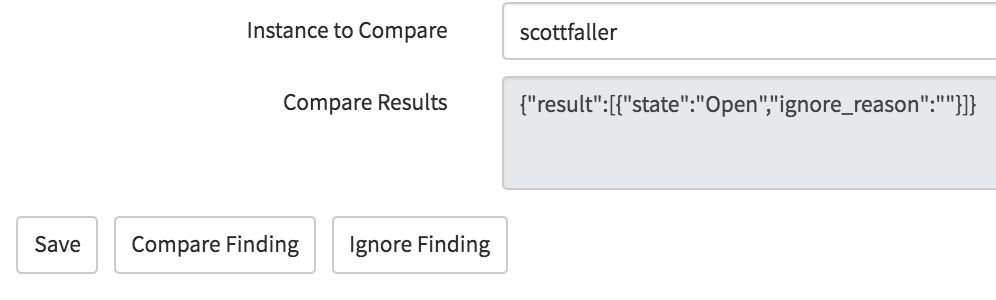 Instance to Compare scottfaller
Compare Results {"result":[{"state":"Open","ignore_reason":""}]}
Save Compare Finding Ignore Finding